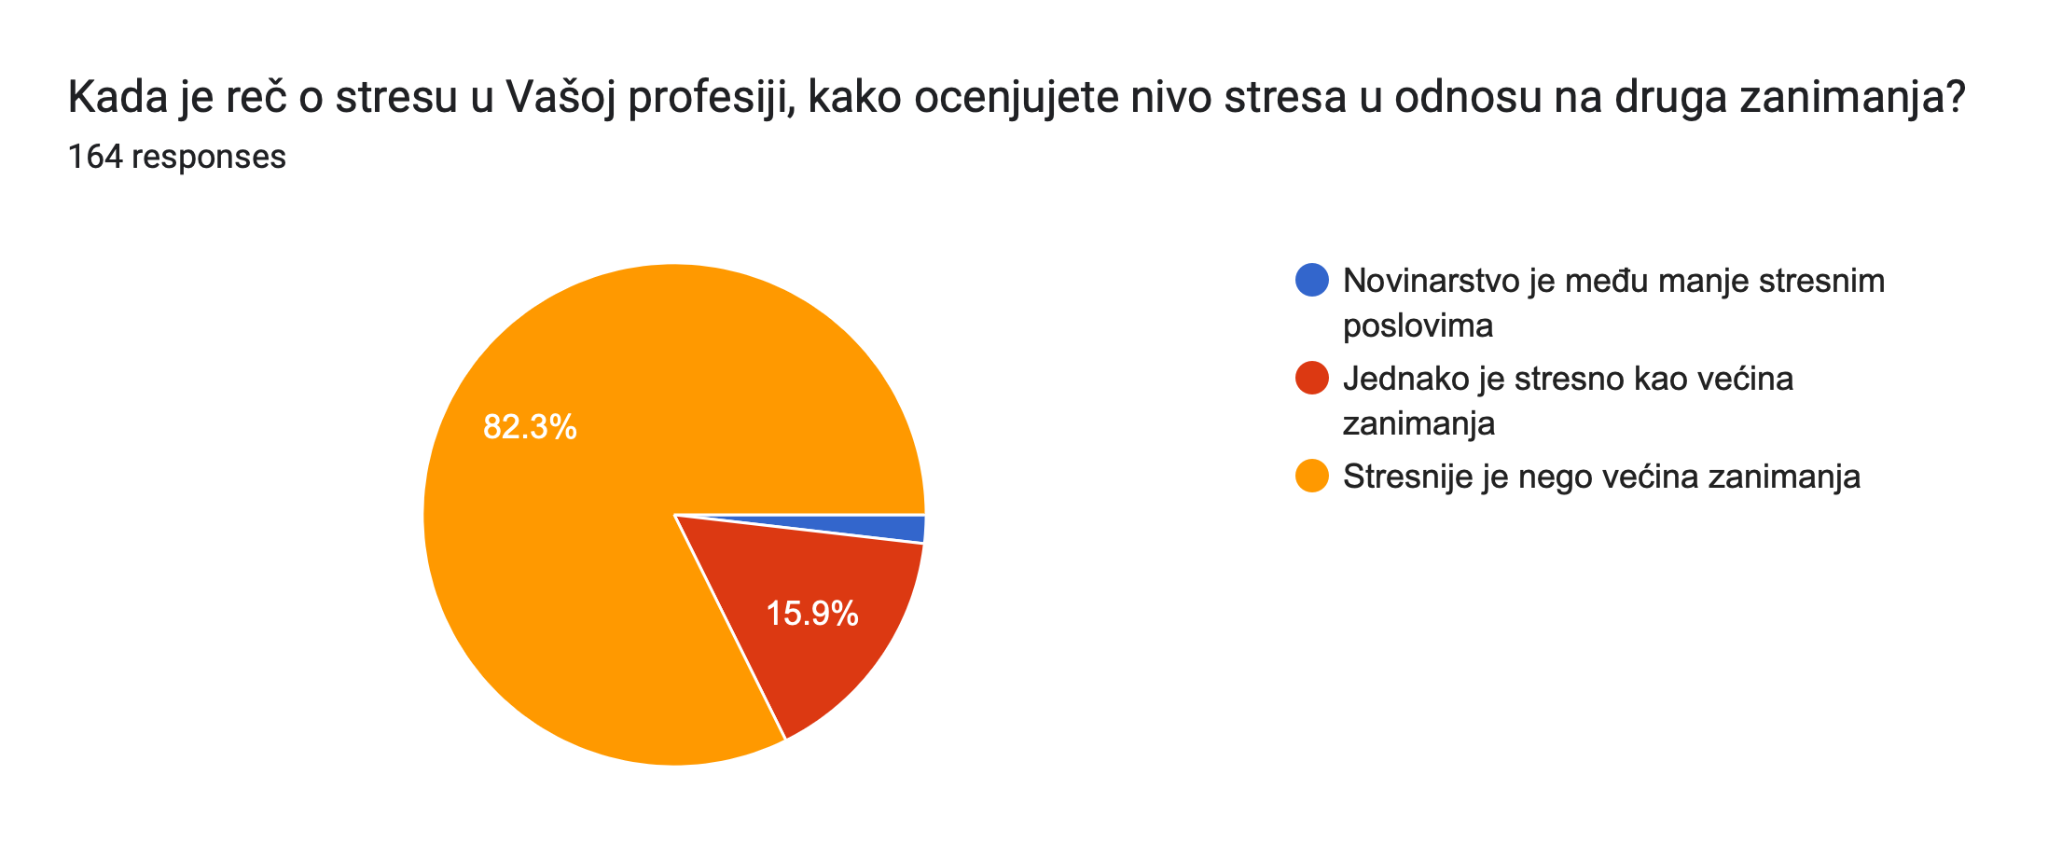 Kada je reč o stresu u Vašoj profesiji, kako ocenjujete nivo stresa u odnosu na druga zanimanja?
164 responses
82.3%
15.9%
Novinarstvo je među manje stresnim
poslovima
Jednako je stresno kao većina
zanimanja
Stresnije je nego većina zanimanja